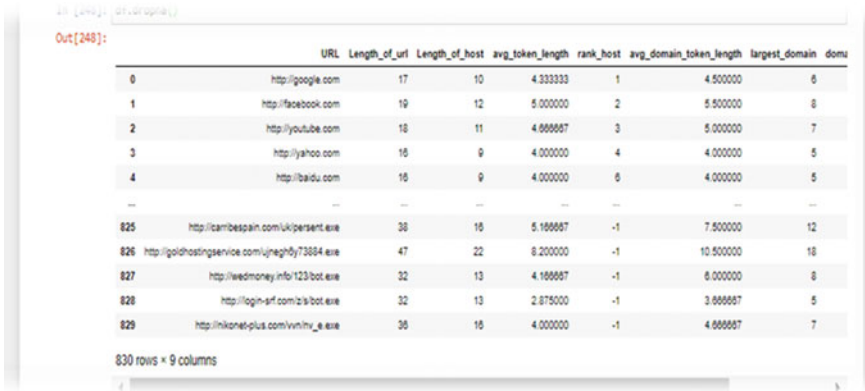 In [248]: df.dropna()
Out[248]:
URL Length_of_url Length_of_host avg_token_length rank_host avg_domain_token_length largest_domain doma
0 http://google.com 17 10 4.333333 1 4.500000 6
1 http://facebook.com 19 12 5.000000 2 5.500000 8
2 http://youtube.com 18 11 4.666667 3 5.000000 7
3 http://yahoo.com 16 9 4.000000 4 4.000000 5
4 http://baidu.com 16 9 4.000000 6 4.000000 5
... ... ... ... ... ... ... ...
825 http://carribespain.com/uk/persent.exe 38 16 5.166667 -1 7.500000 12
826 http://goldhostingservice.com/ujnegh6y73884.exe 47 22 8.200000 -1 10.500000 18
827 http://wedmoney.info/123/bot.exe 32 13 4.166667 -1 6.000000 8
828 http://login-srf.com/z/s/bot.exe 32 13 2.875000 -1 3.666667 5
829 http://nikonet-plus.com/vvn/nv_e.exe 36 16 4.000000 -1 4.666667 7
830 rows × 9 columns